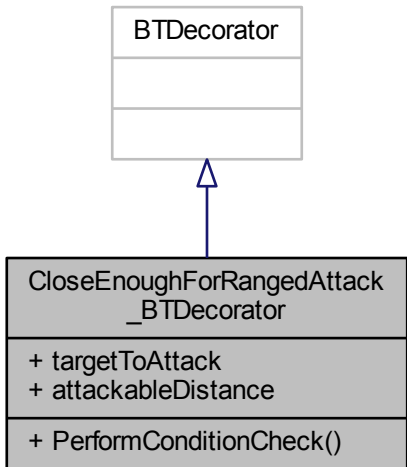 BTDecorator
CloseEnoughForRangedAttack
_BTDecorator
+ targetToAttack
+ attackableDistance
+ PerformConditionCheck()